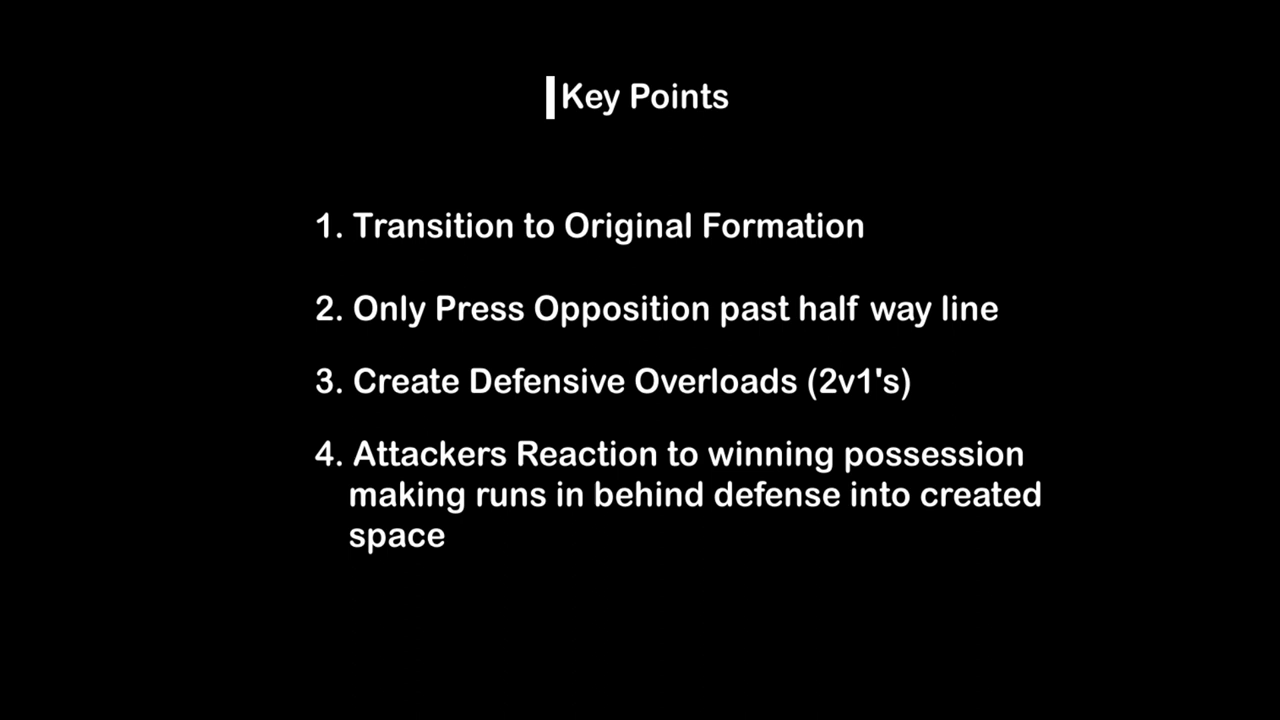 Key Points
1. Transition to Original Formation
2. Only Press Opposition past half way line
3. Create Defensive Overloads (2v1's)
4. Attackers Reaction to winning possession
making runs in behind defense into created
space